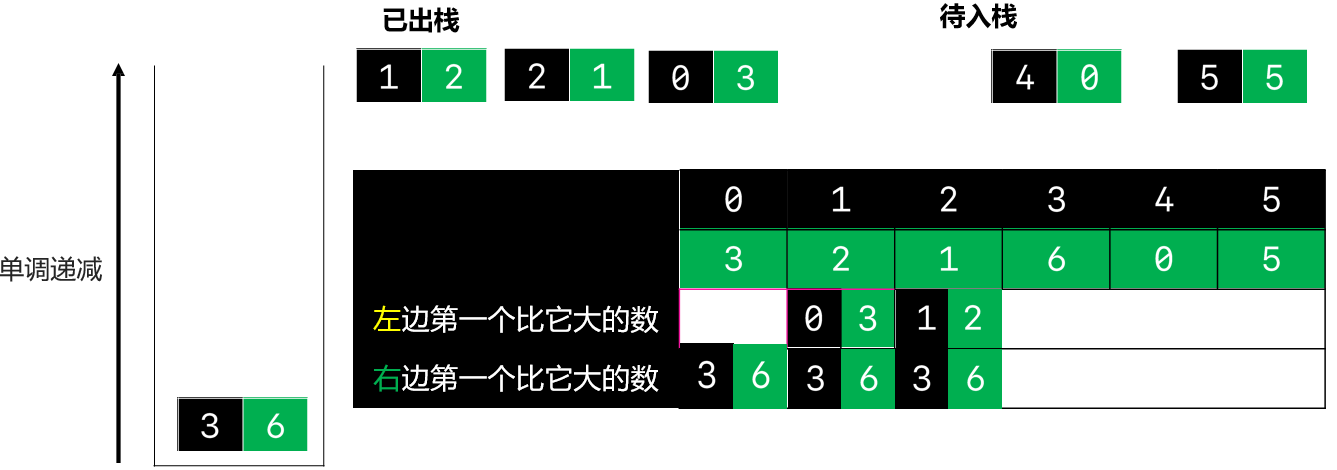 已出栈
待入栈
1 2 2 1 0 3 4 0 5 5
单调递减
0 1 2 3 4 5
3 2 1 6 0 5
左边第一个比它大的数 0 3 1 2
右边第一个比它大的数 3 6 3 6 3 6
3 6